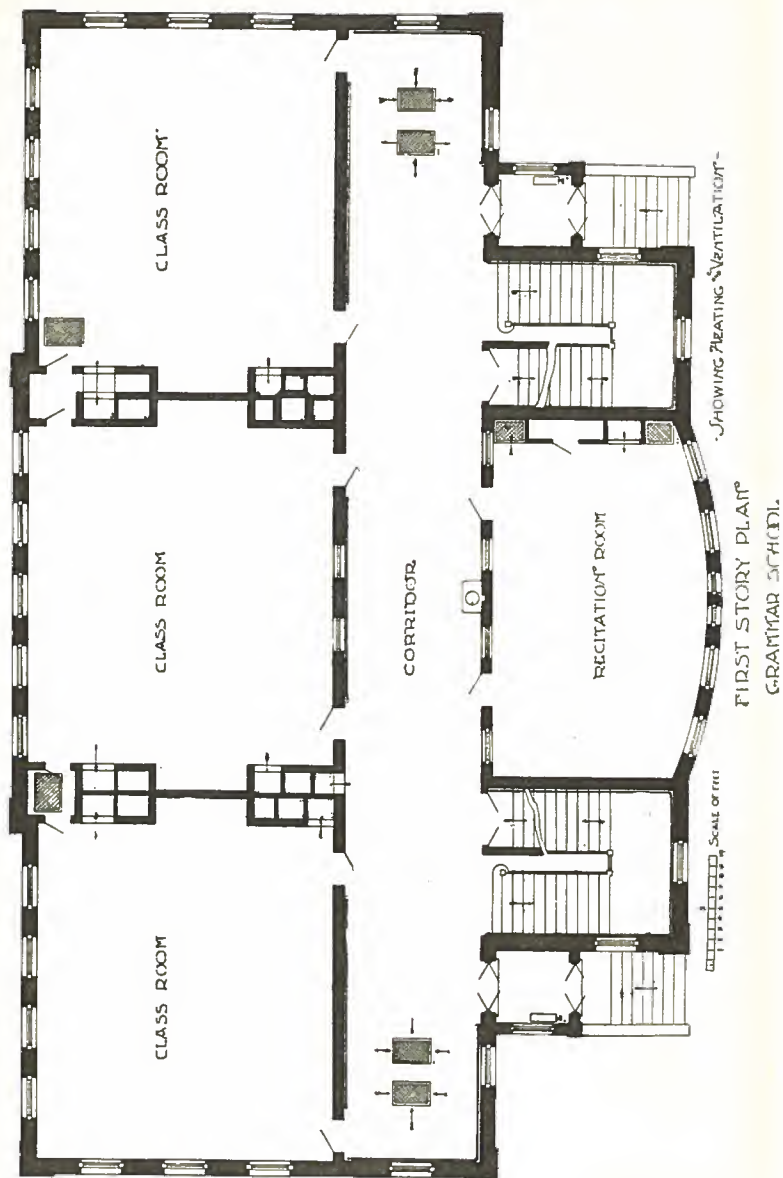 CLASS ROOM
CLASS ROOM
CLASS ROOM
CORRIDOR
RECITATION ROOM
SCALE OF FEET
-SHOWING HEATING & VENTILATION-
FIRST STORY PLAN
GRAMMAR SCHOOL